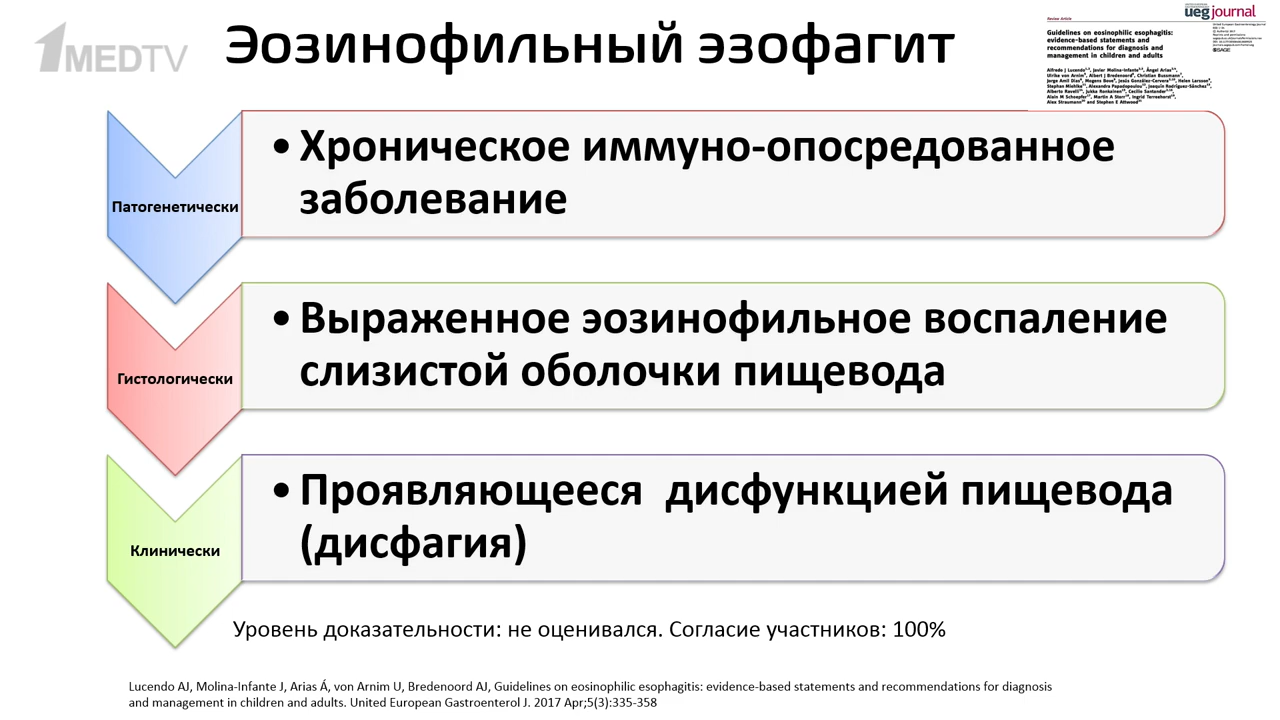 1MEDTV
Эозинофильный эзофагит
ueg journal
Review Article
Guidelines on eosinophilic esophagitis:
evidence-based statements and
recommendations for diagnosis and
management in children and adults
SAGE
Патогенетически
• Хроническое иммуно-опосредованное
заболевание
Гистологически
• Выраженное эозинофильное воспаление
слизистой оболочки пищевода
Клинически
• Проявляющееся дисфункцией пищевода
(дисфагия)
Уровень доказательности: не оценивался. Согласие участников: 100%
Lucendo AJ, Molina-Infante J, Arias Á, von Arnim U, Bredenoord AJ, Guidelines on eosinophilic esophagitis: evidence-based statements and recommendations for diagnosis
and management in children and adults. United European Gastroenterol J. 2017 Apr;5(3):335-358